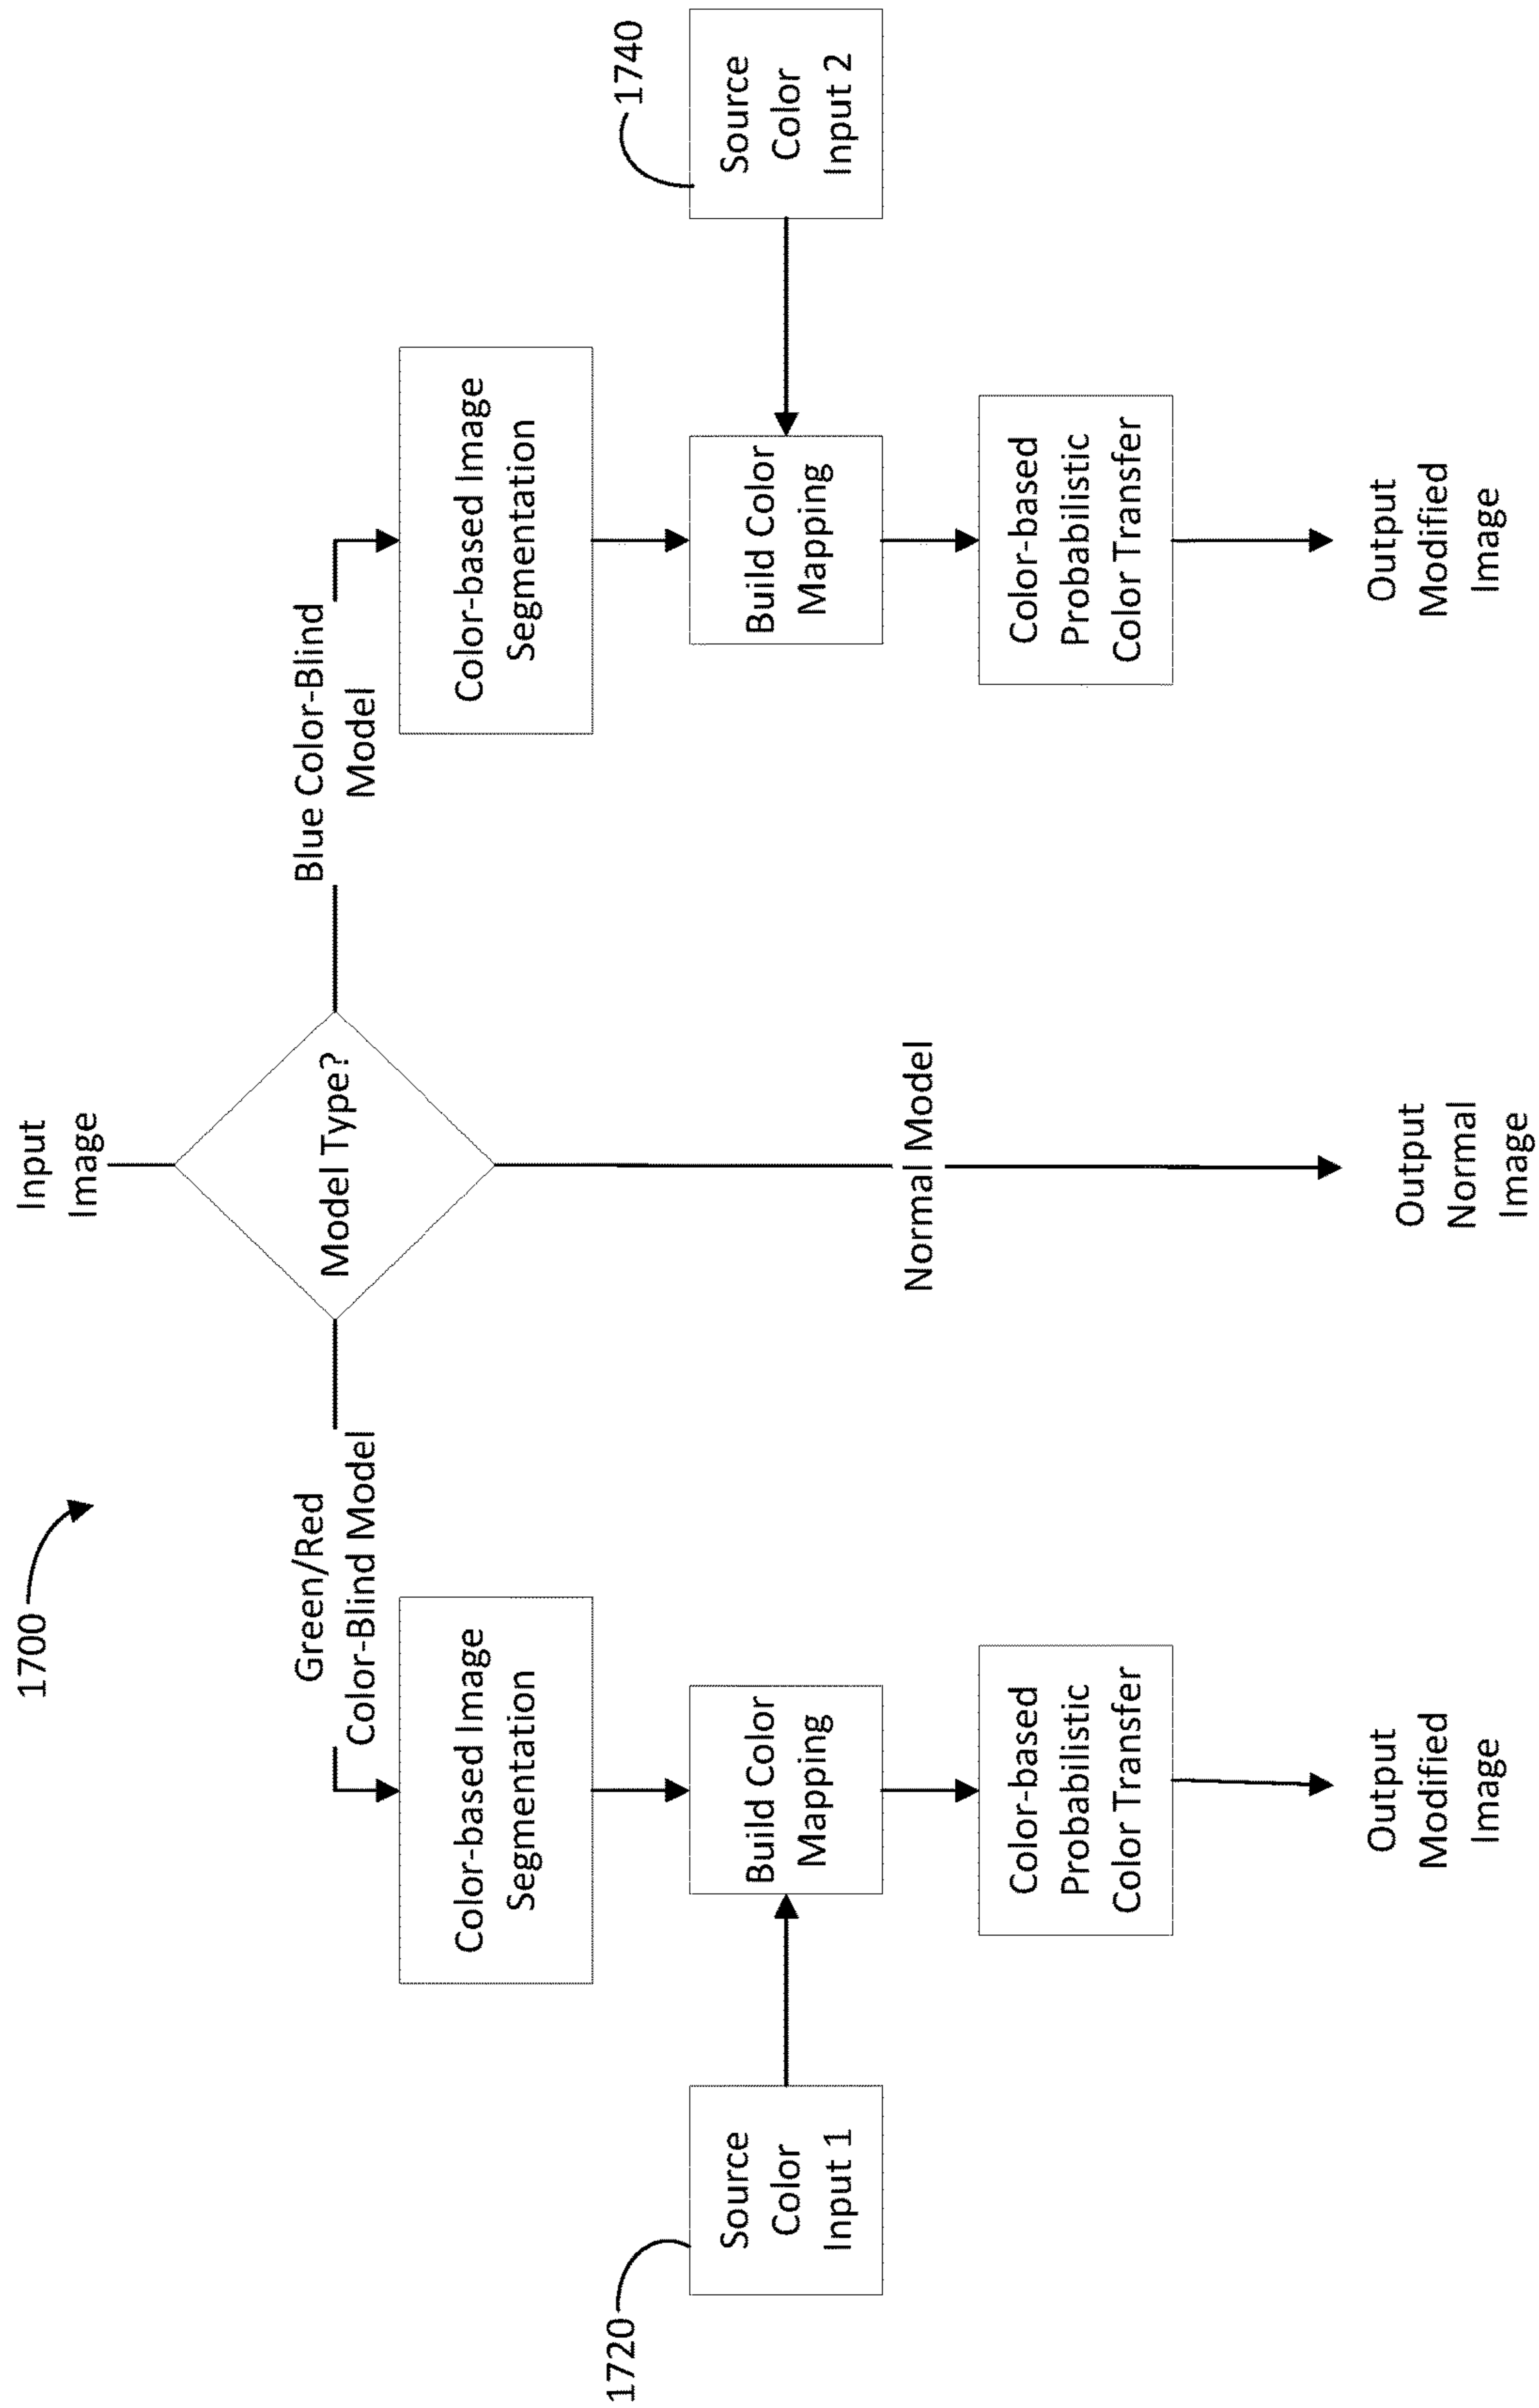 1700
Input
Image
Model Type?
Green/Red
Color-Blind Model
Blue Color-Blind
Model
Normal Model
Color-based Image
Segmentation
Color-based Image
Segmentation
1720
Source
Color
Input 1
Build Color
Mapping
Build Color
Mapping
1740
Source
Color
Input 2
Color-based
Probabilistic
Color Transfer
Color-based
Probabilistic
Color Transfer
Output
Modified
Image
Output
Normal
Image
Output
Modified
Image